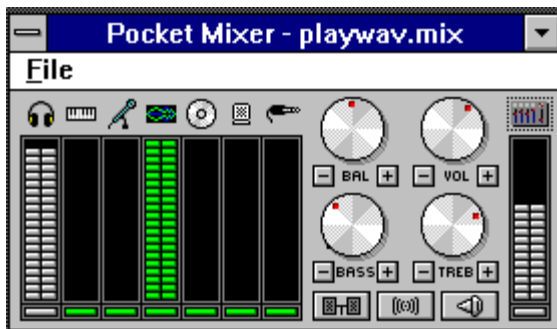 Pocket Mixer - playwav.mix
File
- BAL + - VOL +
- BASS + - TREB +